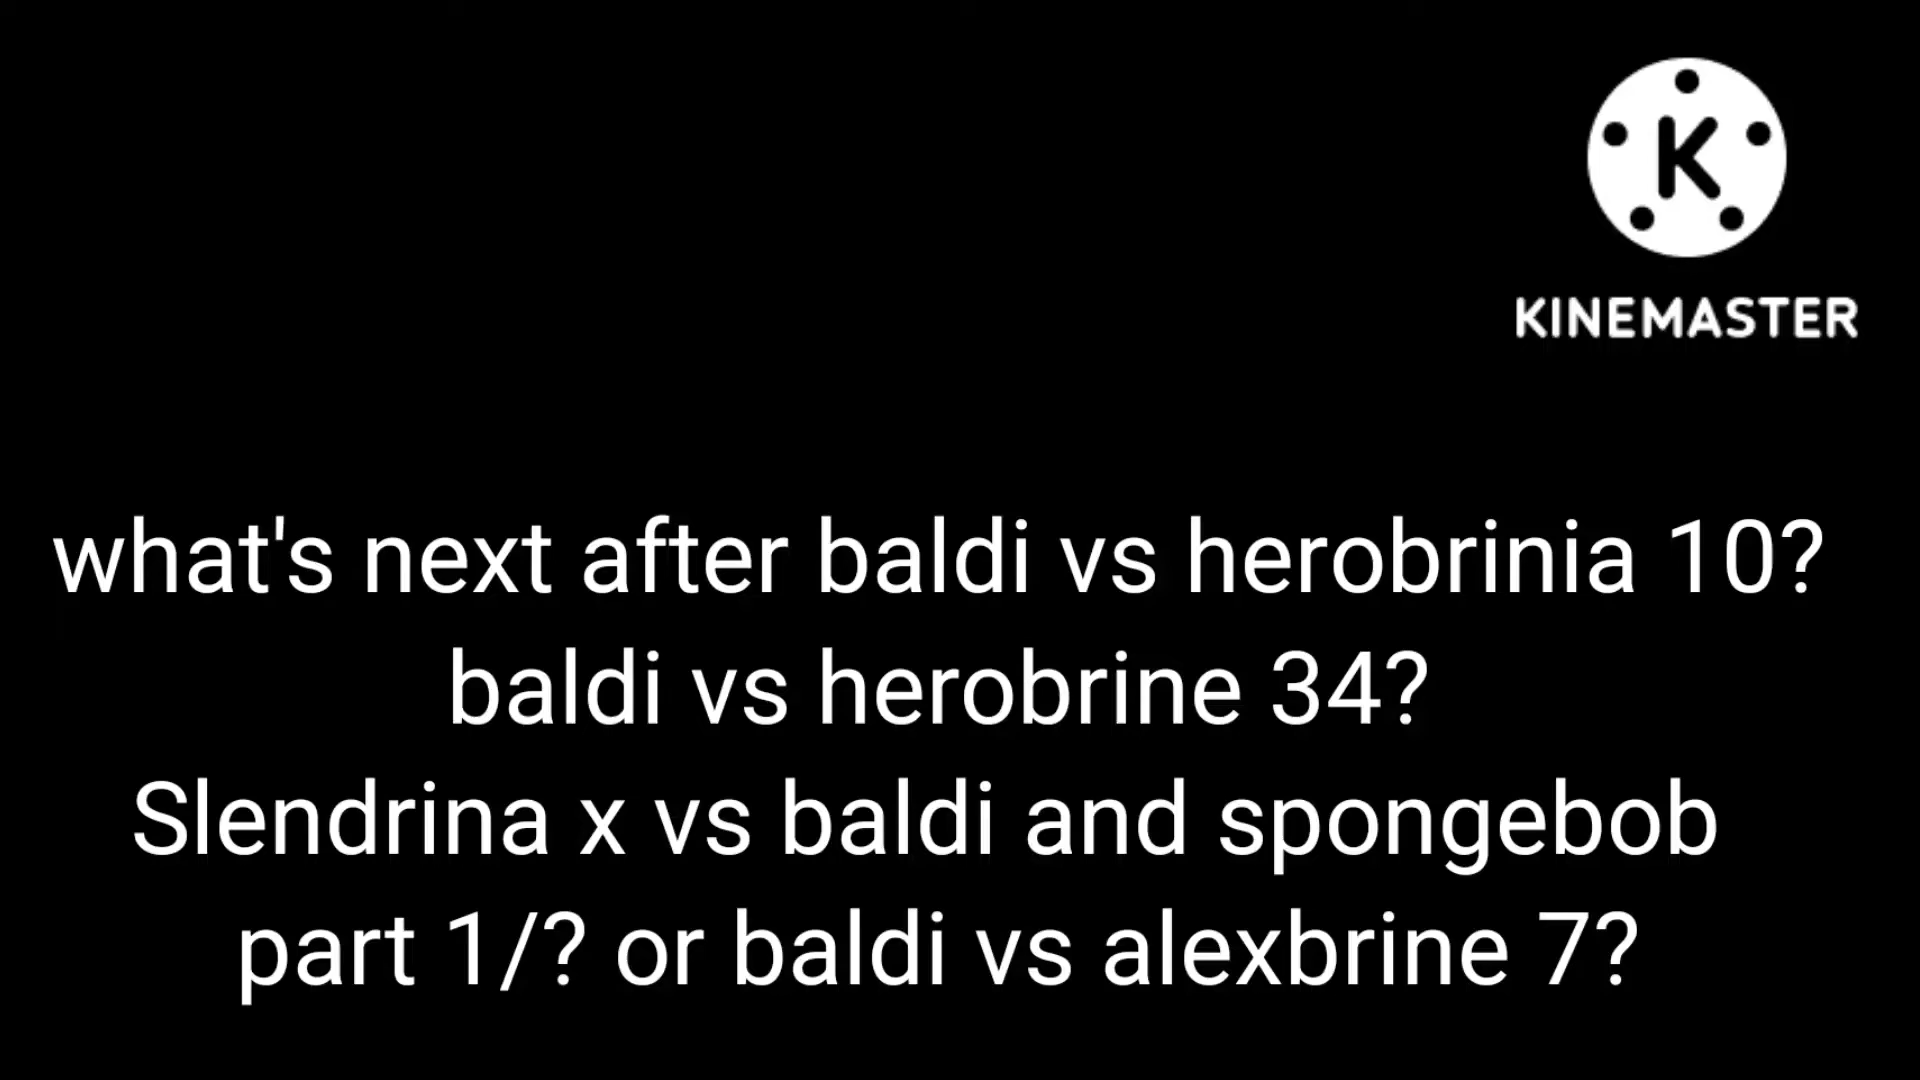 K
KINEMASTER
what's next after baldi vs herobrinia 10?
baldi vs herobrine 34?
Slendrina x vs baldi and spongebob
part 1/? or baldi vs alexbrine 7?